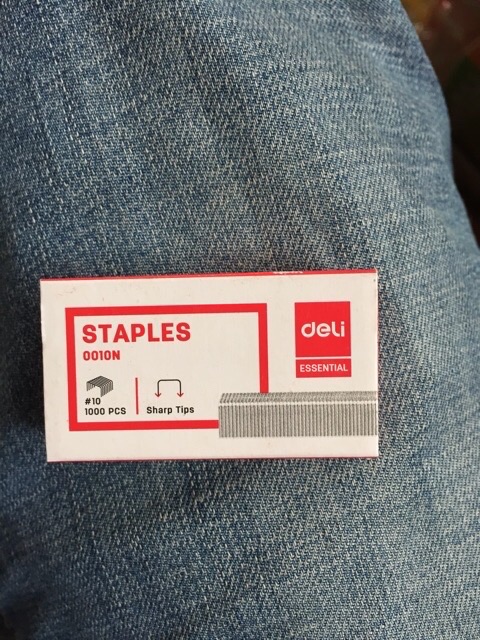 STAPLES
0010N
#10
1000 PCS
Sharp Tips
deli
ESSENTIAL